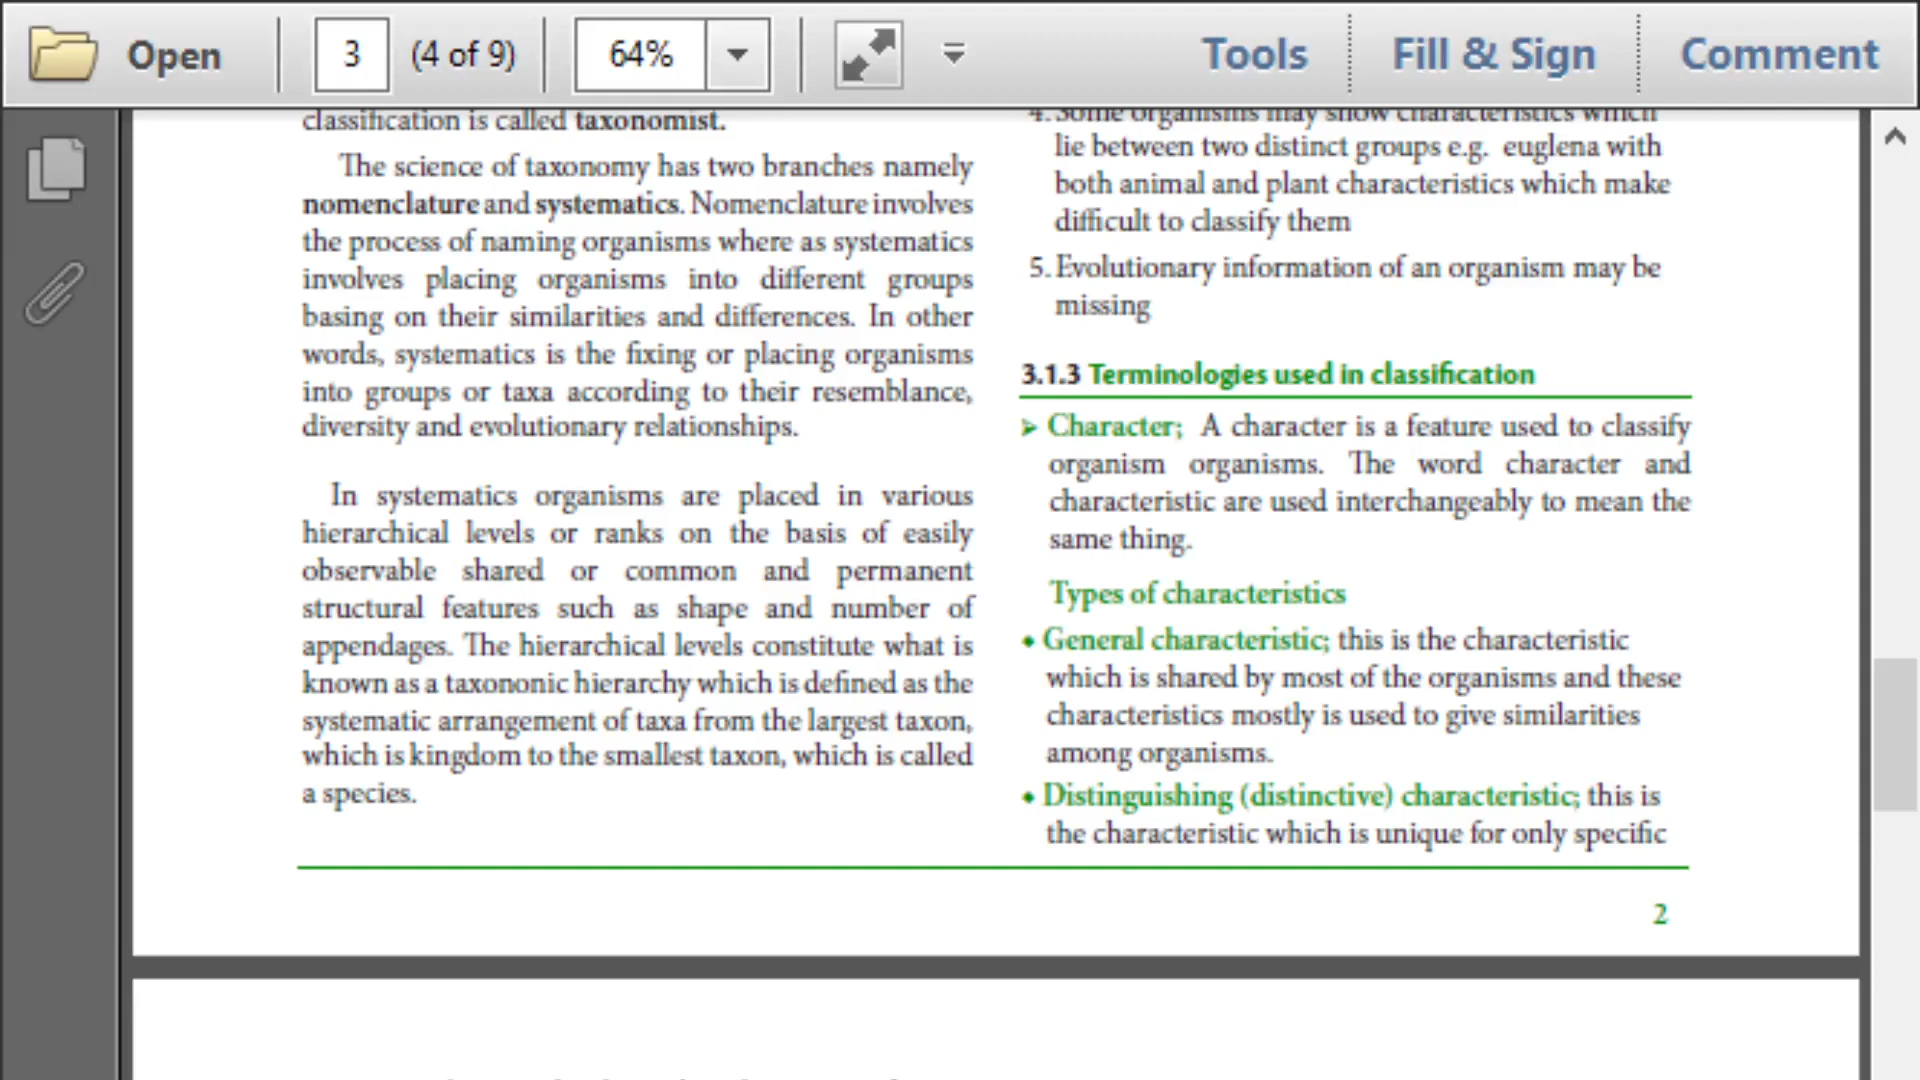 Open
3
(4 of 9)
64%
Tools
Fill & Sign
Comment
classification is called taxonomist.
The science of taxonomy has two branches namely
nomenclature and systematics. Nomenclature involves
the process of naming organisms where as systematics
involves placing organisms into different groups
basing on their similarities and differences. In other
words, systematics is the fixing or placing organisms
into groups or taxa according to their resemblance,
diversity and evolutionary relationships.
In systematics organisms are placed in various
hierarchical levels or ranks on the basis of easily
observable shared or common and permanent
structural features such as shape and number of
appendages. The hierarchical levels constitute what is
known as a taxononic hierarchy which is defined as the
systematic arrangement of taxa from the largest taxon,
which is kingdom to the smallest taxon, which is called
a species.
4. Some organisms may show characteristics which
lie between two distinct groups e.g. euglena with
both animal and plant characteristics which make
difficult to classify them
5. Evolutionary information of an organism may be
missing
3.1.3 Terminologies used in classification
➢ Character; A character is a feature used to classify
organism organisms. The word character and
characteristic are used interchangeably to mean the
same thing.
Types of characteristics
• General characteristic; this is the characteristic
which is shared by most of the organisms and these
characteristics mostly is used to give similarities
among organisms.
• Distinguishing (distinctive) characteristic; this is
the characteristic which is unique for only specific
2